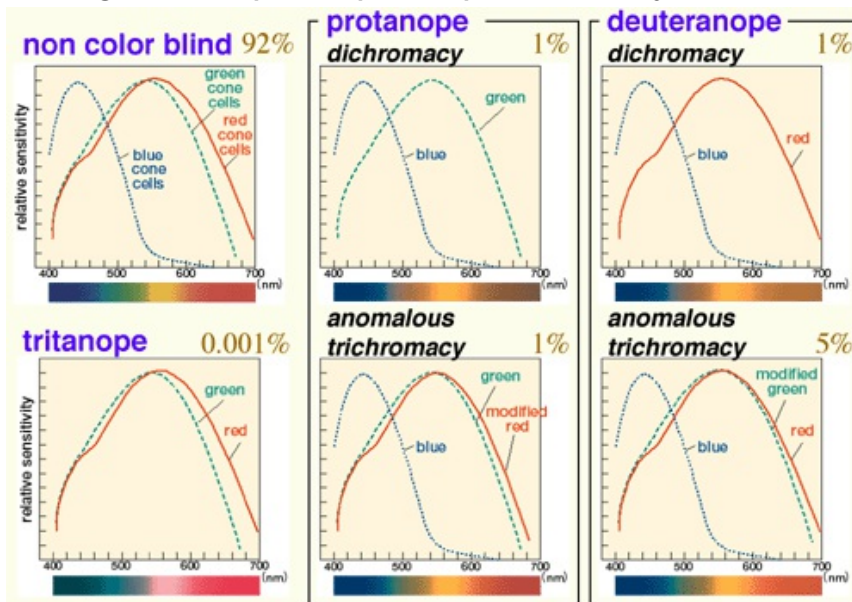 non color blind 92%
green
cone
cells
red
cone
cells
blue
cone
cells
relative sensitivity
400 500 600 700
(nm)
protanope
dichromacy 1%
green
blue
400 500 600 700
(nm)
deuteranope
dichromacy 1%
red
blue
400 500 600 700
(nm)
tritanope 0.001%
green
red
relative sensitivity
400 500 600 700
(nm)
anomalous
trichromacy 1%
green
modified
red
blue
400 500 600 700
(nm)
anomalous
trichromacy 5%
modified
green
red
blue
400 500 600 700
(nm)